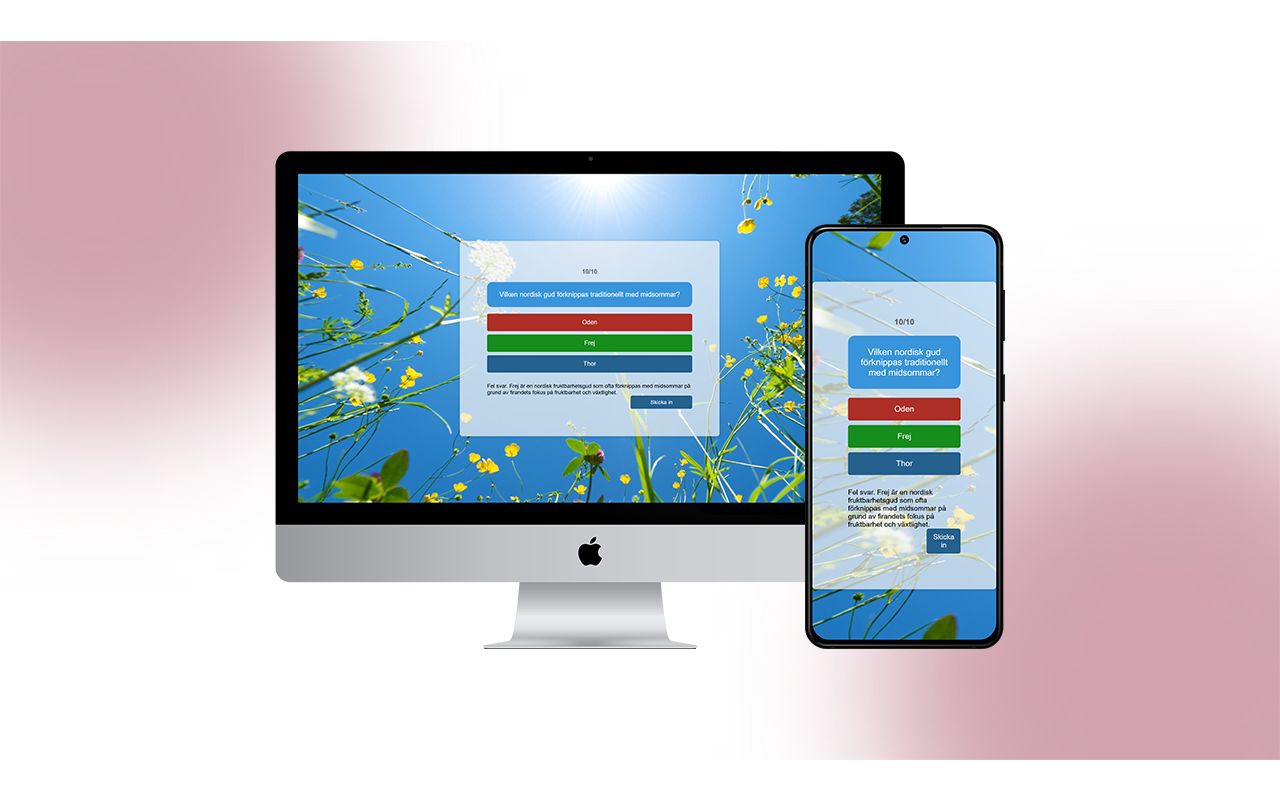 10/10
Vilken nordisk gud förknippas traditionellt med midsommar?
Oden
Frej
Thor
Fel svar. Frej är en nordisk fruktbarhetsgud som ofta förknippas med midsommar på
grund av firandets fokus på fruktbarhet och växtlighet.
Skicka in
10/10
Vilken nordisk gud
förknippas traditionellt
med midsommar?
Oden
Frej
Thor
Fel svar. Frej är en nordisk
fruktbarhetsgud som ofta
förknippas med midsommar på
grund av firandets fokus på
fruktbarhet och växtlighet.
Skicka
in